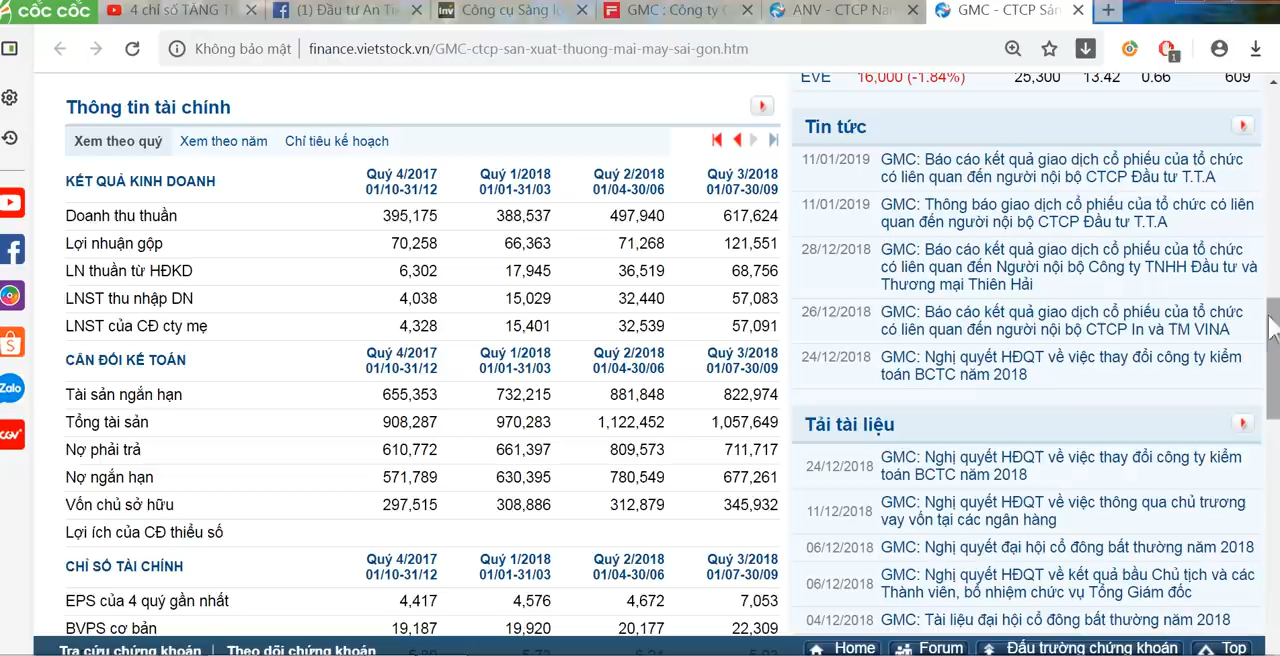 CỐC CỐC
4 chỉ số TĂNG T
(1) Đầu tư An Ti
Công cụ Sàng lọ
GMC : Công ty C
ANV - CTCP Na
GMC - CTCP Sản
Không bảo mật
finance.vietstock.vn/GMC-ctcp-san-xuat-thuong-mai-may-sai-gon.htm
1
Zalo
CGV
Thông tin tài chính
Xem theo quý Xem theo năm Chỉ tiêu kế hoạch
KẾT QUẢ KINH DOANH Quý 4/2017 Quý 1/2018 Quý 2/2018 Quý 3/2018
01/10-31/12 01/01-31/03 01/04-30/06 01/07-30/09
Doanh thu thuần 395,175 388,537 497,940 617,624
Lợi nhuận gộp 70,258 66,363 71,268 121,551
LN thuần từ HĐKD 6,302 17,945 36,519 68,756
LNST thu nhập DN 4,038 15,029 32,440 57,083
LNST của CĐ cty mẹ 4,328 15,401 32,539 57,091
CÂN ĐỐI KẾ TOÁN Quý 4/2017 Quý 1/2018 Quý 2/2018 Quý 3/2018
01/10-31/12 01/01-31/03 01/04-30/06 01/07-30/09
Tài sản ngắn hạn 655,353 732,215 881,848 822,974
Tổng tài sản 908,287 970,283 1,122,452 1,057,649
Nợ phải trả 610,772 661,397 809,573 711,717
Nợ ngắn hạn 571,789 630,395 780,549 677,261
Vốn chủ sở hữu 297,515 308,886 312,879 345,932
Lợi ích của CĐ thiểu số
CHỈ SỐ TÀI CHÍNH Quý 4/2017 Quý 1/2018 Quý 2/2018 Quý 3/2018
01/10-31/12 01/01-31/03 01/04-30/06 01/07-30/09
EPS của 4 quý gần nhất 4,417 4,576 4,672 7,053
BVPS cơ bản 19,187 19,920 20,177 22,309
EVE 16,000 (-1.84%) 25,300 13.42 0.66 609
Tin tức
11/01/2019 GMC: Báo cáo kết quả giao dịch cổ phiếu của tổ chức
có liên quan đến người nội bộ CTCP Đầu tư T.T.A
11/01/2019 GMC: Thông báo giao dịch cổ phiếu của tổ chức có liên
quan đến người nội bộ CTCP Đầu tư T.T.A
28/12/2018 GMC: Báo cáo kết quả giao dịch cổ phiếu của tổ chức
có liên quan đến Người nội bộ Công ty TNHH Đầu tư và
Thương mại Thiên Hải
26/12/2018 GMC: Báo cáo kết quả giao dịch cổ phiếu của tổ chức
có liên quan đến người nội bộ CTCP In và TM VINA
24/12/2018 GMC: Nghị quyết HĐQT về việc thay đổi công ty kiểm
toán BCTC năm 2018
Tải tài liệu
24/12/2018 GMC: Nghị quyết HĐQT về việc thay đổi công ty kiểm
toán BCTC năm 2018
11/12/2018 GMC: Nghị quyết HĐQT về việc thông qua chủ trương
vay vốn tại các ngân hàng
06/12/2018 GMC: Nghị quyết đại hội cổ đông bất thường năm 2018
06/12/2018 GMC: Nghị quyết HĐQT về kết quả bầu Chủ tịch và các
Thành viên, bổ nhiệm chức vụ Tổng Giám đốc
04/12/2018 GMC: Tài liệu đại hội cổ đông bất thường năm 2018
Tra cứu chứng khoán | Theo dõi chứng khoán Home Forum Đấu trường chứng khoán Top